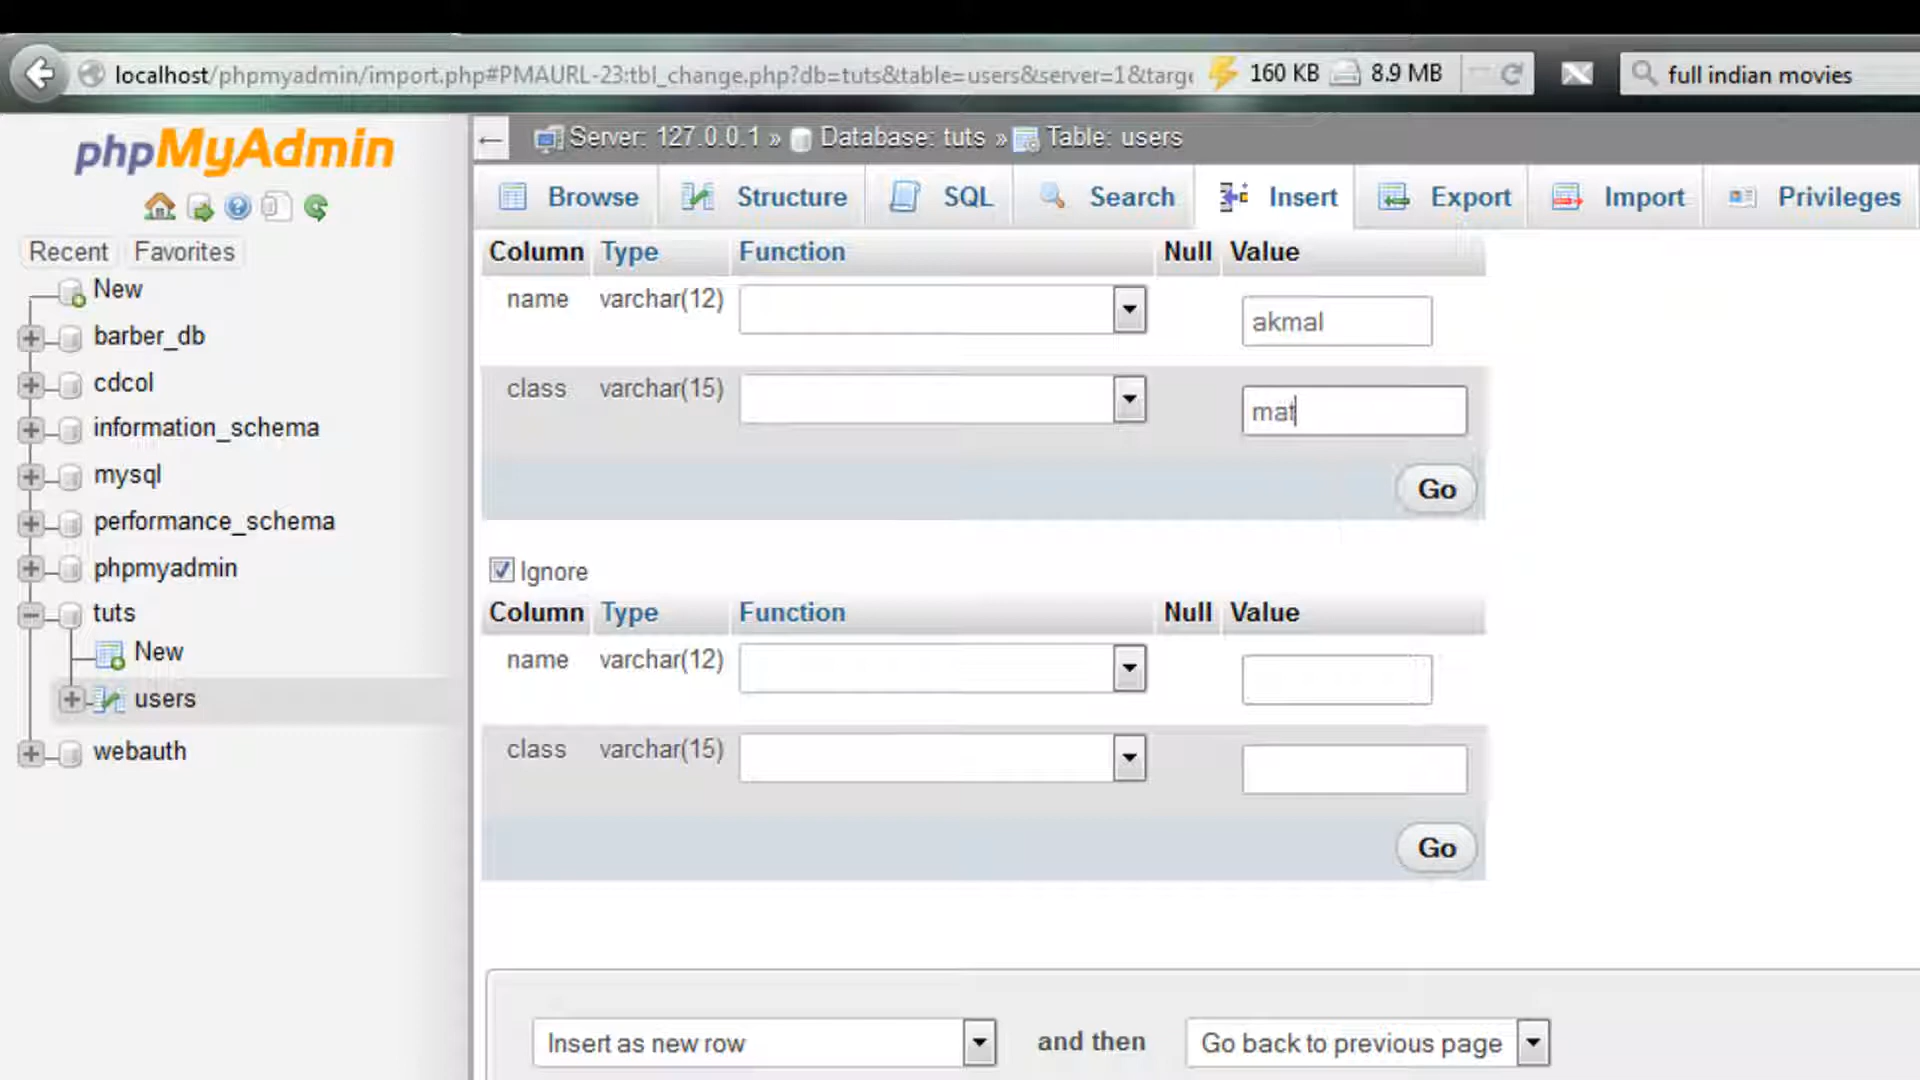 localhost/phpmyadmin/import.php#PMAURL-23:tbl_change.php?db=tuts&table=users&server=1&targe
160 KB 8.9 MB
full indian movies
phpMyAdmin
Server: 127.0.0.1 » Database: tuts » Table: users
Browse Structure SQL Search Insert Export Import Privileges
Recent Favorites
New
barber_db
cdcol
information_schema
mysql
performance_schema
phpmyadmin
tuts
New
users
webauth
Column Type Function Null Value
name varchar(12) akmal
class varchar(15) mat
Go
Ignore
Column Type Function Null Value
name varchar(12)
class varchar(15)
Go
Insert as new row and then Go back to previous page